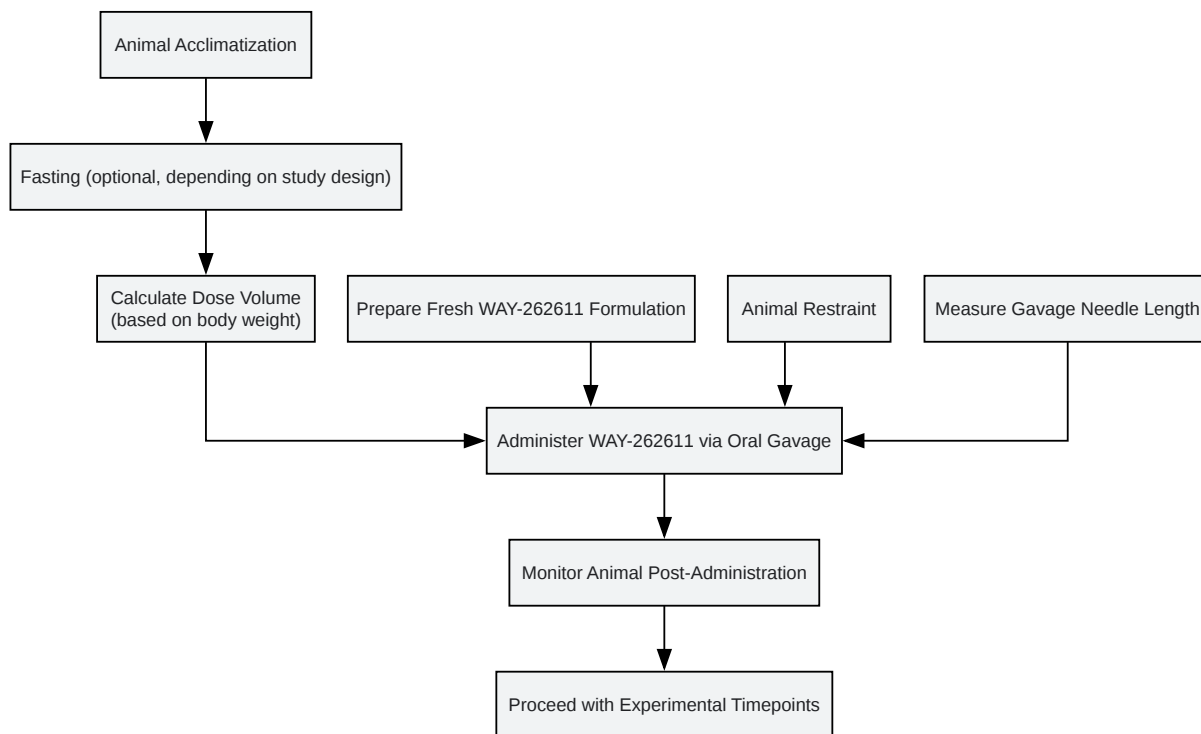 Animal Acclimatization
Fasting (optional, depending on study design)
Calculate Dose Volume
(based on body weight)
Prepare Fresh WAY-262611 Formulation
Animal Restraint
Measure Gavage Needle Length
Administer WAY-262611 via Oral Gavage
Monitor Animal Post-Administration
Proceed with Experimental Timepoints